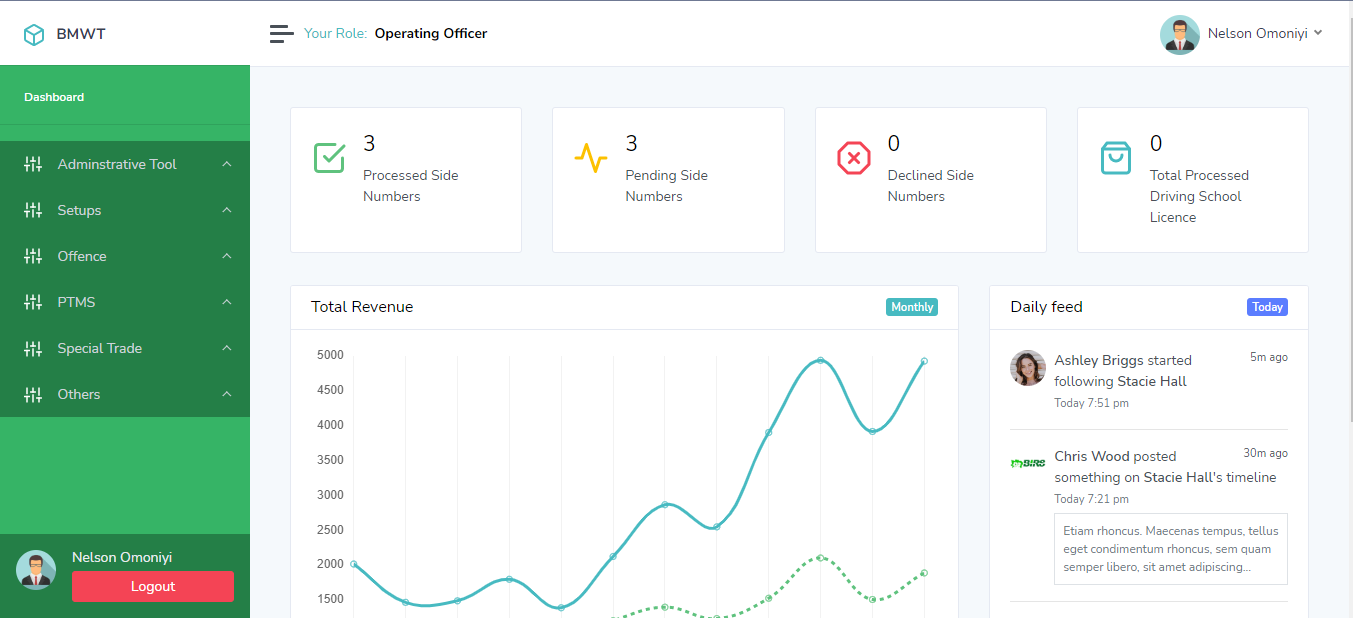 BMWT
Your Role: Operating Officer
Nelson Omoniyi
Dashboard
Adminstrative Tool
Setups
Offence
PTMS
Special Trade
Others
Nelson Omoniyi
Logout
3
Processed Side
Numbers
3
Pending Side
Numbers
0
Declined Side
Numbers
0
Total Processed
Driving School
Licence
Total Revenue
Monthly
5000
4500
4000
3500
3000
2500
2000
1500
Daily feed
Today
Ashley Briggs started
5m ago
following Stacie Hall
Today 7:51 pm
BIRS
Chris Wood posted
30m ago
something on Stacie Hall's timeline
Today 7:21 pm
Etiam rhoncus. Maecenas tempus, tellus
eget condimentum rhoncus, sem quam
semper libero, sit amet adipiscing...